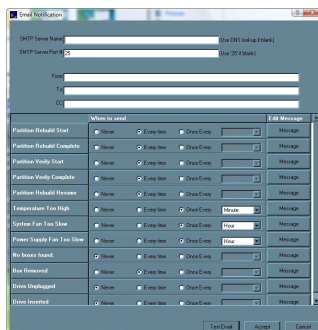 Email Notification
SMTP Server Name: (Use DNS lookup if blank)
SMTP Server Port #: 25 (Use '25' if blank)
From:
To:
CC:
When to send Edit Message
Partition Rebuild Start Never Every time Once Every Message
Partition Rebuild Complete Never Every time Once Every Message
Partition Verify Start Never Every time Once Every Message
Partition Verify Complete Never Every time Once Every Message
Partition Rebuild Resume Never Every time Once Every Message
Temperature Too High Never Every time Once Every Minute Message
System Fan Too Slow Never Every time Once Every Hour Message
Power Supply Fan Too Slow Never Every time Once Every Hour Message
No boxes found. Never Every time Once Every Message
Box Removed Never Every time Once Every Message
Drive Unplugged Never Every time Once Every Message
Drive Inserted Never Every time Once Every Message
Test Email Accept Cancel